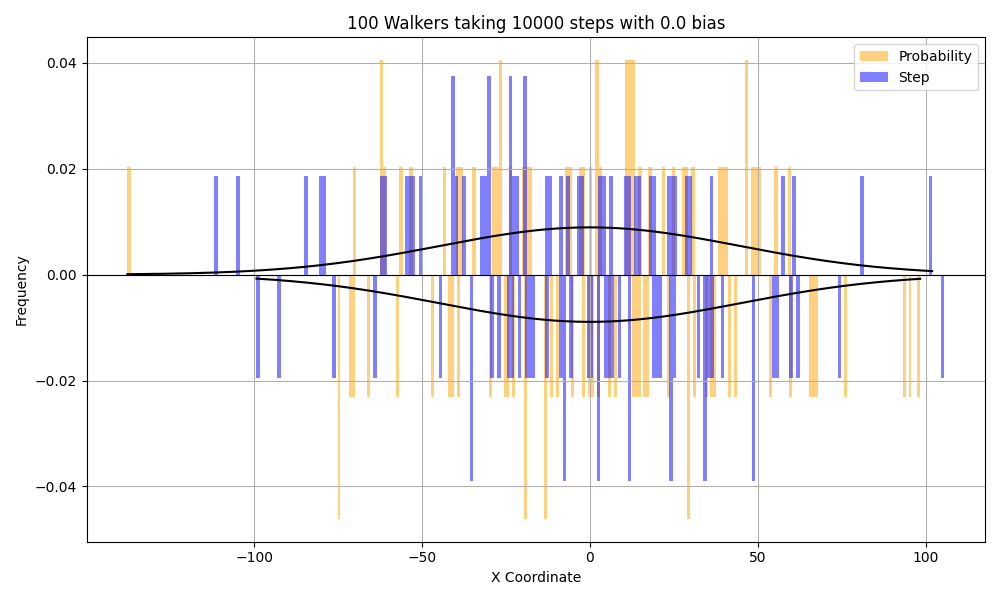 100 Walkers taking 10000 steps with 0.0 bias
Probability
Step
Frequency
0.04
0.02
0.00
−0.02
−0.04
−100
−50
0
50
100
X Coordinate